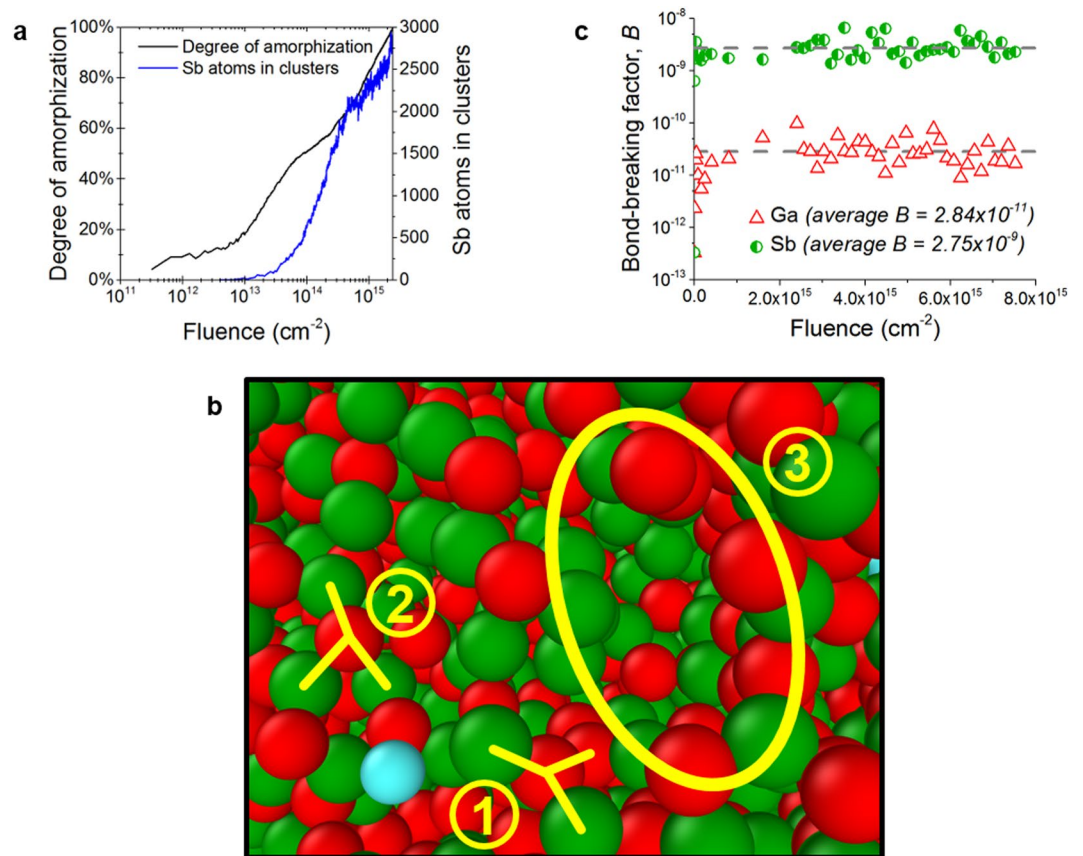 a
100%
80%
60%
40%
20%
0%
Degree of amorphization
Degree of amorphization
Sb atoms in clusters
3000
2500
2000
1500
1000
500
0
Sb atoms in clusters
10¹¹ 10¹² 10¹³ 10¹⁴ 10¹⁵
Fluence (cm⁻²)
c
10⁻⁸
10⁻⁹
10⁻¹⁰
10⁻¹¹
10⁻¹²
10⁻¹³
Bond-breaking factor, B
Ga (average B = 2.84x10⁻¹¹)
Sb (average B = 2.75x10⁻⁹)
0.0 2.0x10¹⁵ 4.0x10¹⁵ 6.0x10¹⁵ 8.0x10¹⁵
Fluence (cm⁻²)
b
3
2
1